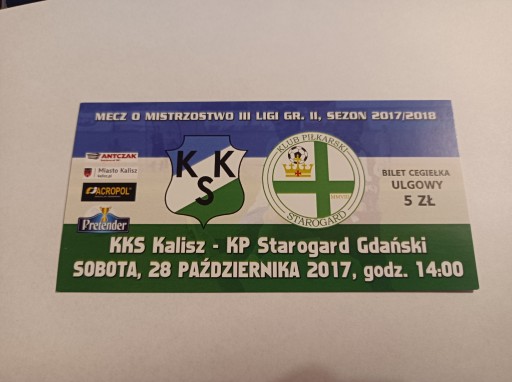 MECZ O MISTRZOSTWO III LIGI GR. II, SEZON 2017/2018
ANTCZAK
Miasto Kalisz
ACROPOL
Pretender
KKS
KLUB PIŁKARSKI
STAROGARD
BILET CEGIEŁKA
ULGOWY
5 ZŁ
KKS Kalisz - KP Starogard Gdański
SOBOTA, 28 PAŹDZIERNIKA 2017, godz. 14:00